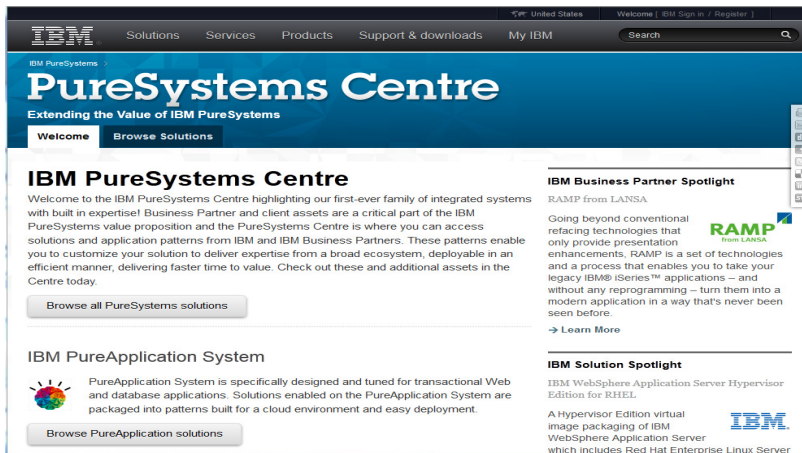 United States Welcome [ IBM Sign in / Register ]
IBM. Solutions Services Products Support & downloads My IBM Search
IBM PureSystems >
PureSystems Centre
Extending the Value of IBM PureSystems
Welcome Browse Solutions
IBM PureSystems Centre
Welcome to the IBM PureSystems Centre highlighting our first-ever family of integrated systems
with built in expertise! Business Partner and client assets are a critical part of the IBM
PureSystems value proposition and the PureSystems Centre is where you can access
solutions and application patterns from IBM and IBM Business Partners. These patterns enable
you to customize your solution to deliver expertise from a broad ecosystem, deployable in an
efficient manner, delivering faster time to value. Check out these and additional assets in the
Centre today.
Browse all PureSystems solutions
IBM PureApplication System
PureApplication System is specifically designed and tuned for transactional Web
and database applications. Solutions enabled on the PureApplication System are
packaged into patterns built for a cloud environment and easy deployment.
Browse PureApplication solutions
IBM Business Partner Spotlight
RAMP from LANSA
Going beyond conventional
refacing technologies that
only provide presentation
enhancements, RAMP is a set of technologies
and a process that enables you to take your
legacy IBM® iSeries™ applications – and
without any reprogramming – turn them into a
modern application in a way that's never been
seen before.
RAMP
from LANSA
→ Learn More
IBM Solution Spotlight
IBM WebSphere Application Server Hypervisor
Edition for RHEL
A Hypervisor Edition virtual
image packaging of IBM
WebSphere Application Server
which includes Red Hat Enterprise Linux Server
IBM.